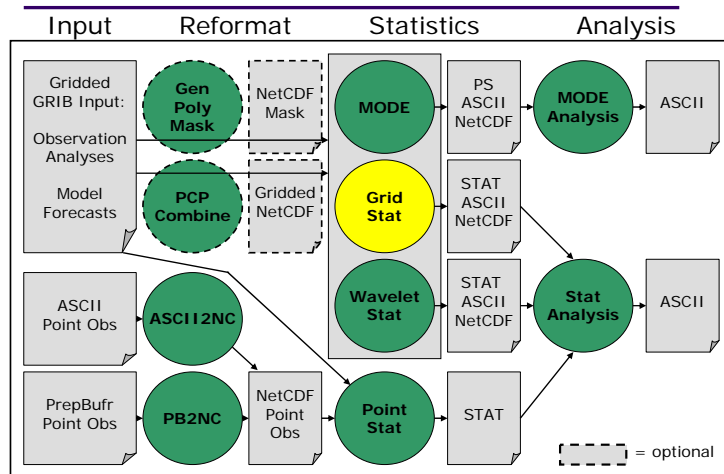 Input
Reformat
Statistics
Analysis
Gridded
GRIB Input:
Observation
Analyses
Model
Forecasts
Gen
Poly
Mask
NetCDF
Mask
MODE
PS
ASCII
NetCDF
MODE
Analysis
ASCII
PCP
Combine
Gridded
NetCDF
Grid
Stat
STAT
ASCII
NetCDF
Wavelet
Stat
STAT
ASCII
NetCDF
Stat
Analysis
ASCII
ASCII
Point Obs
ASCII2NC
PrepBufr
Point Obs
PB2NC
NetCDF
Point
Obs
Point
Stat
STAT
= optional